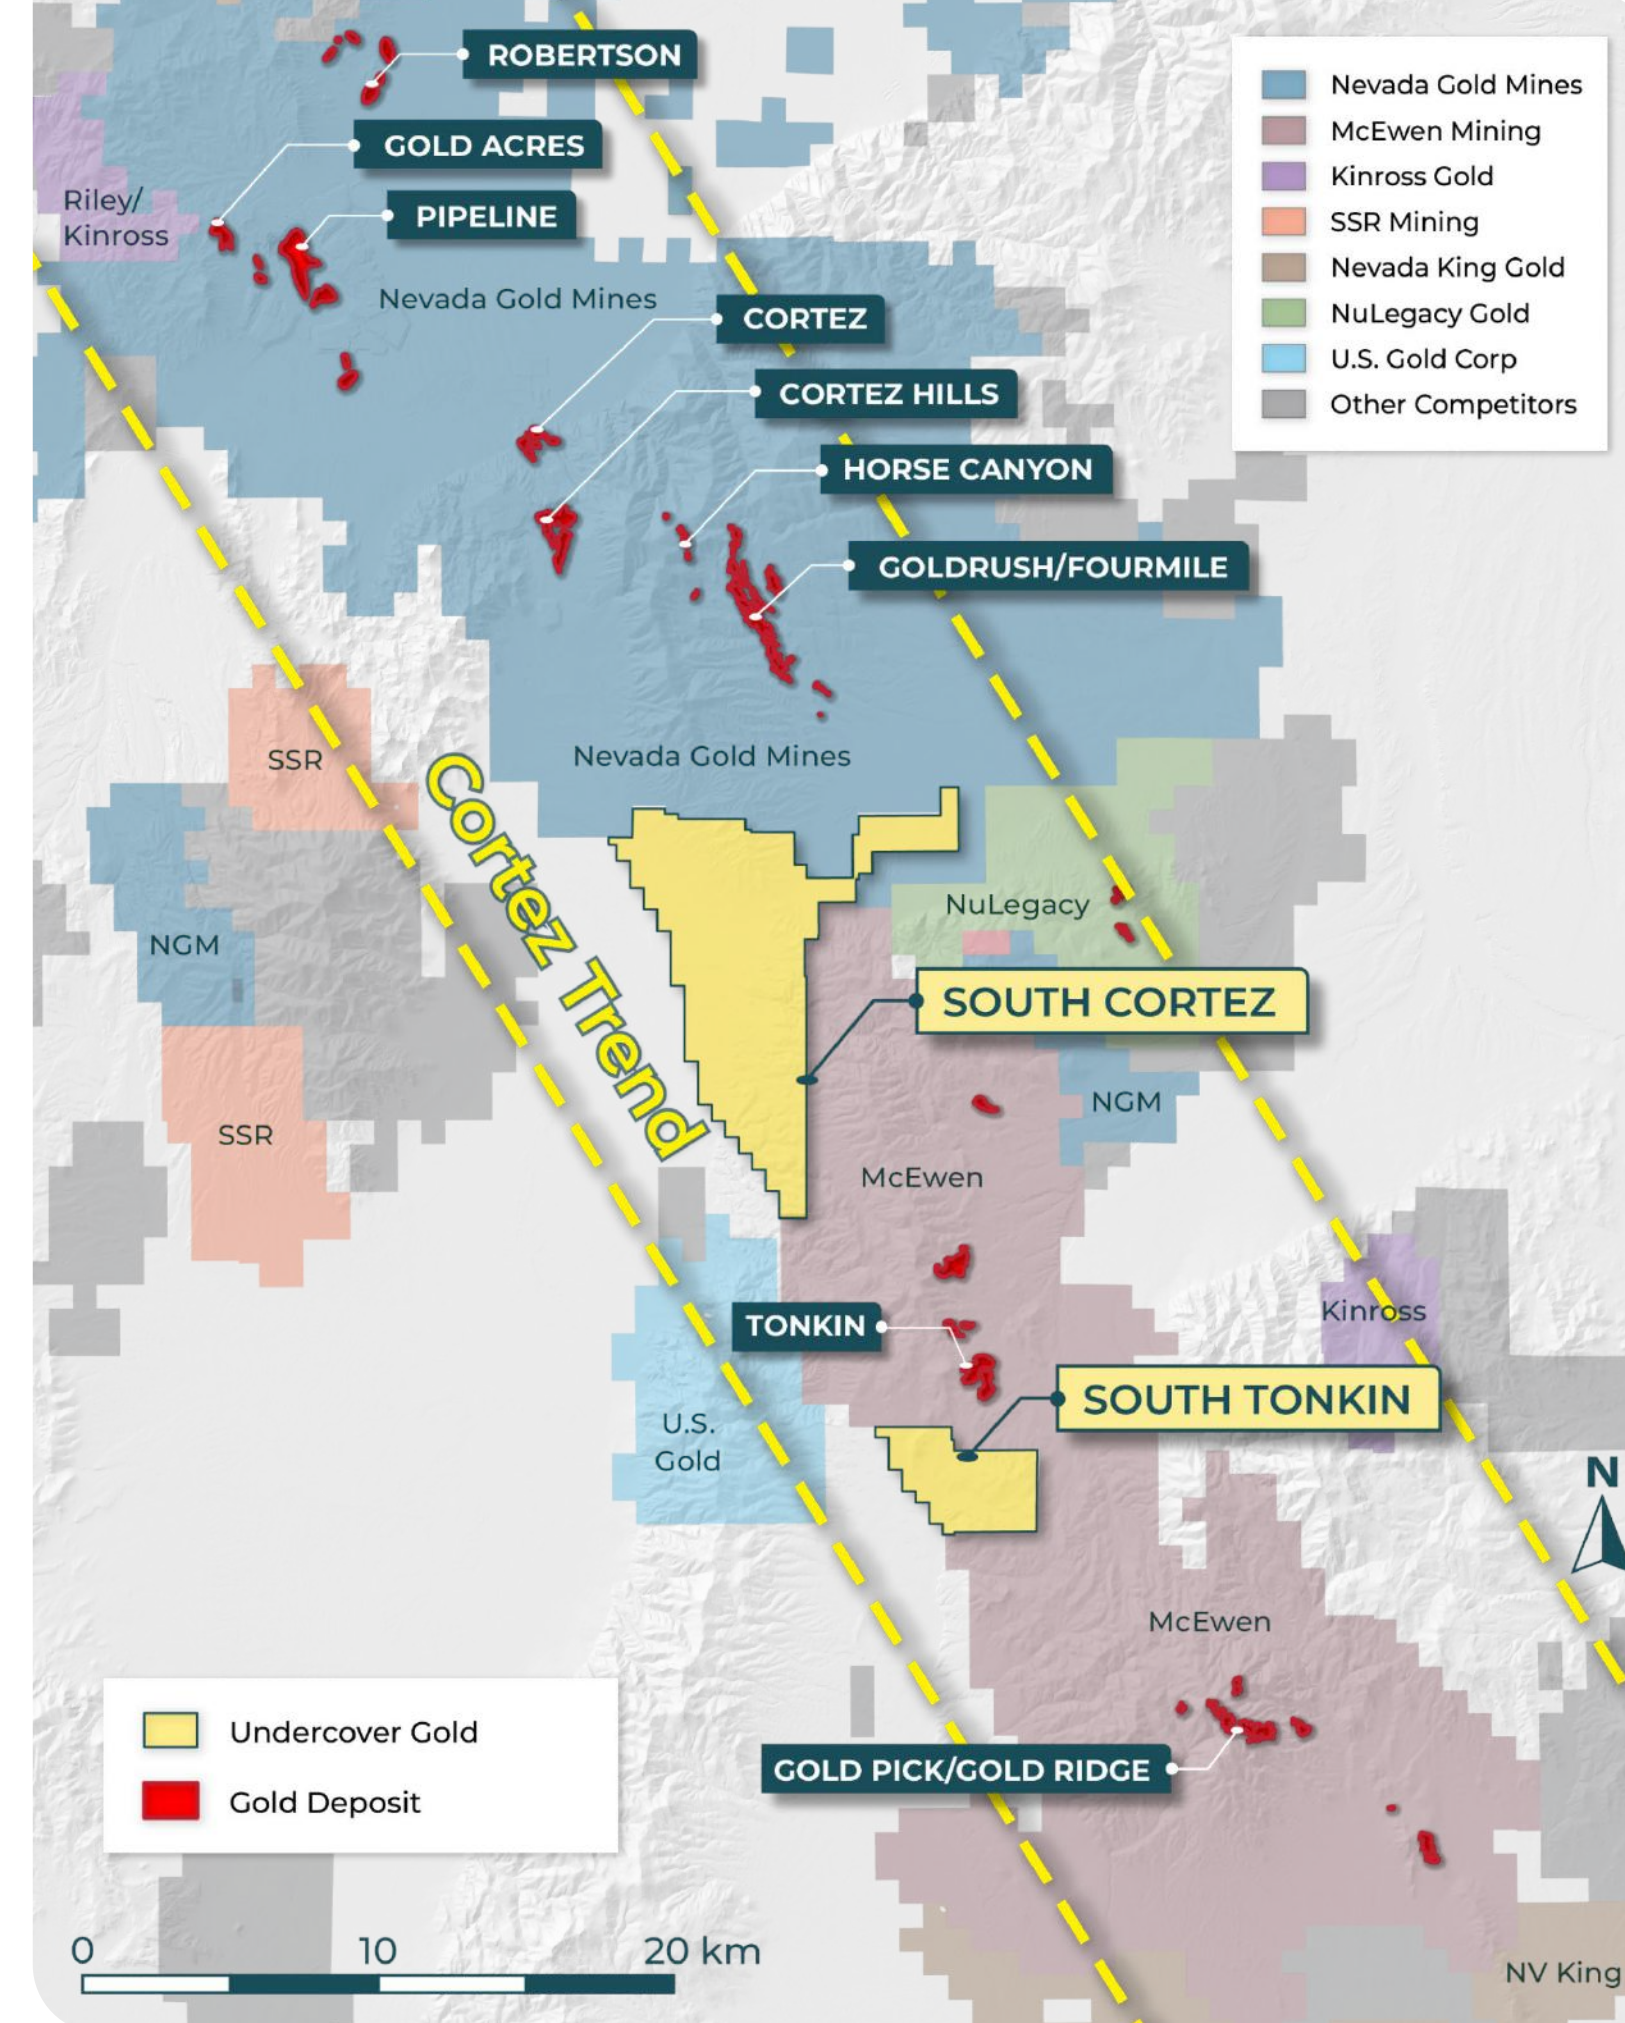 ROBERTSON
GOLD ACRES
PIPELINE
Riley/
Kinross
Nevada Gold Mines
CORTEZ
CORTEZ HILLS
HORSE CANYON
GOLDRUSH/FOURMILE
Nevada Gold Mines
McEwen Mining
Kinross Gold
SSR Mining
Nevada King Gold
NuLegacy Gold
U.S. Gold Corp
Other Competitors
SSR
Nevada Gold Mines
Cortez Trend
NGM
NuLegacy
SOUTH CORTEZ
SSR
NGM
McEwen
Kinross
TONKIN
SOUTH TONKIN
U.S.
Gold
N
McEwen
GOLD PICK/GOLD RIDGE
Undercover Gold
Gold Deposit
0 10 20 km
NV King